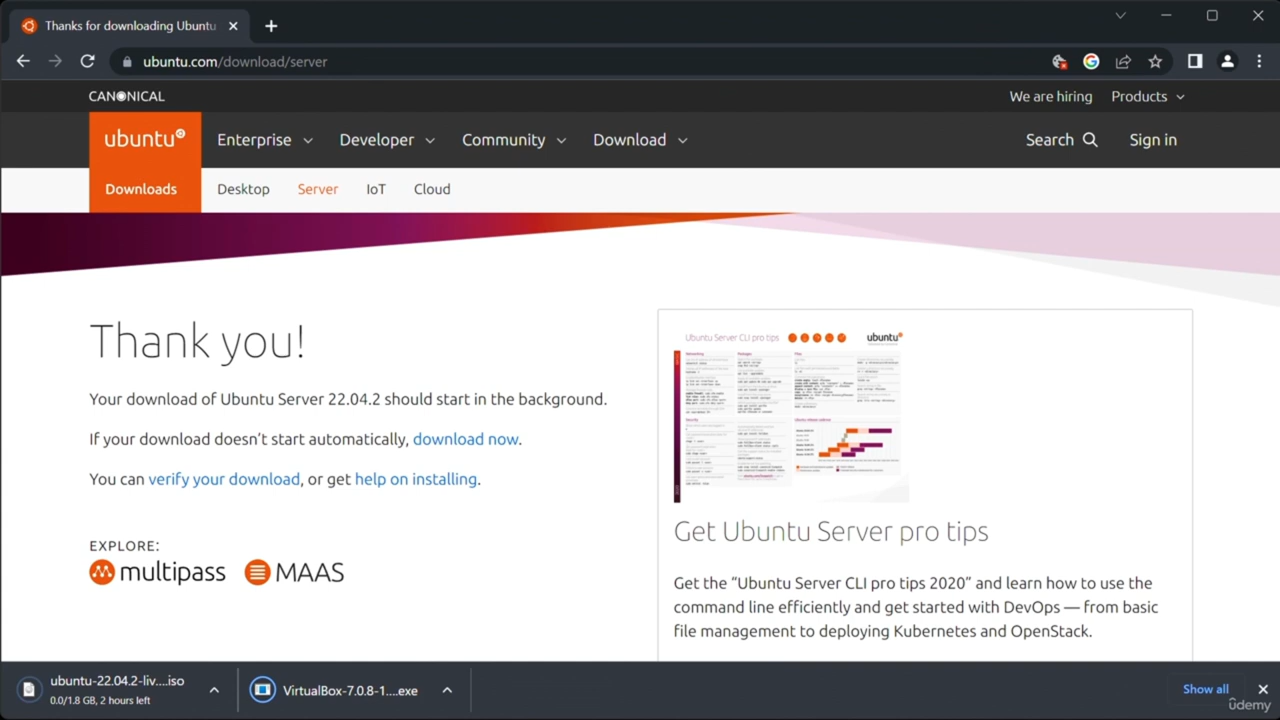 Thanks for downloading Ubuntu
ubuntu.com/download/server
CANONICAL
We are hiring
Products
ubuntu
Enterprise
Developer
Community
Download
Search
Sign in
Downloads
Desktop
Server
IoT
Cloud
Thank you!
Your download of Ubuntu Server 22.04.2 should start in the background.
If your download doesn't start automatically, download now.
You can verify your download, or get help on installing.
EXPLORE:
multipass
MAAS
Ubuntu Server CLI pro tips
ubuntu
Get Ubuntu Server pro tips
Get the “Ubuntu Server CLI pro tips 2020” and learn how to use the
command line efficiently and get started with DevOps — from basic
file management to deploying Kubernetes and OpenStack.
ubuntu-22.04.2-liv....iso
0.0/1.8 GB, 2 hours left
VirtualBox-7.0.8-1....exe
Show all
ûdemy